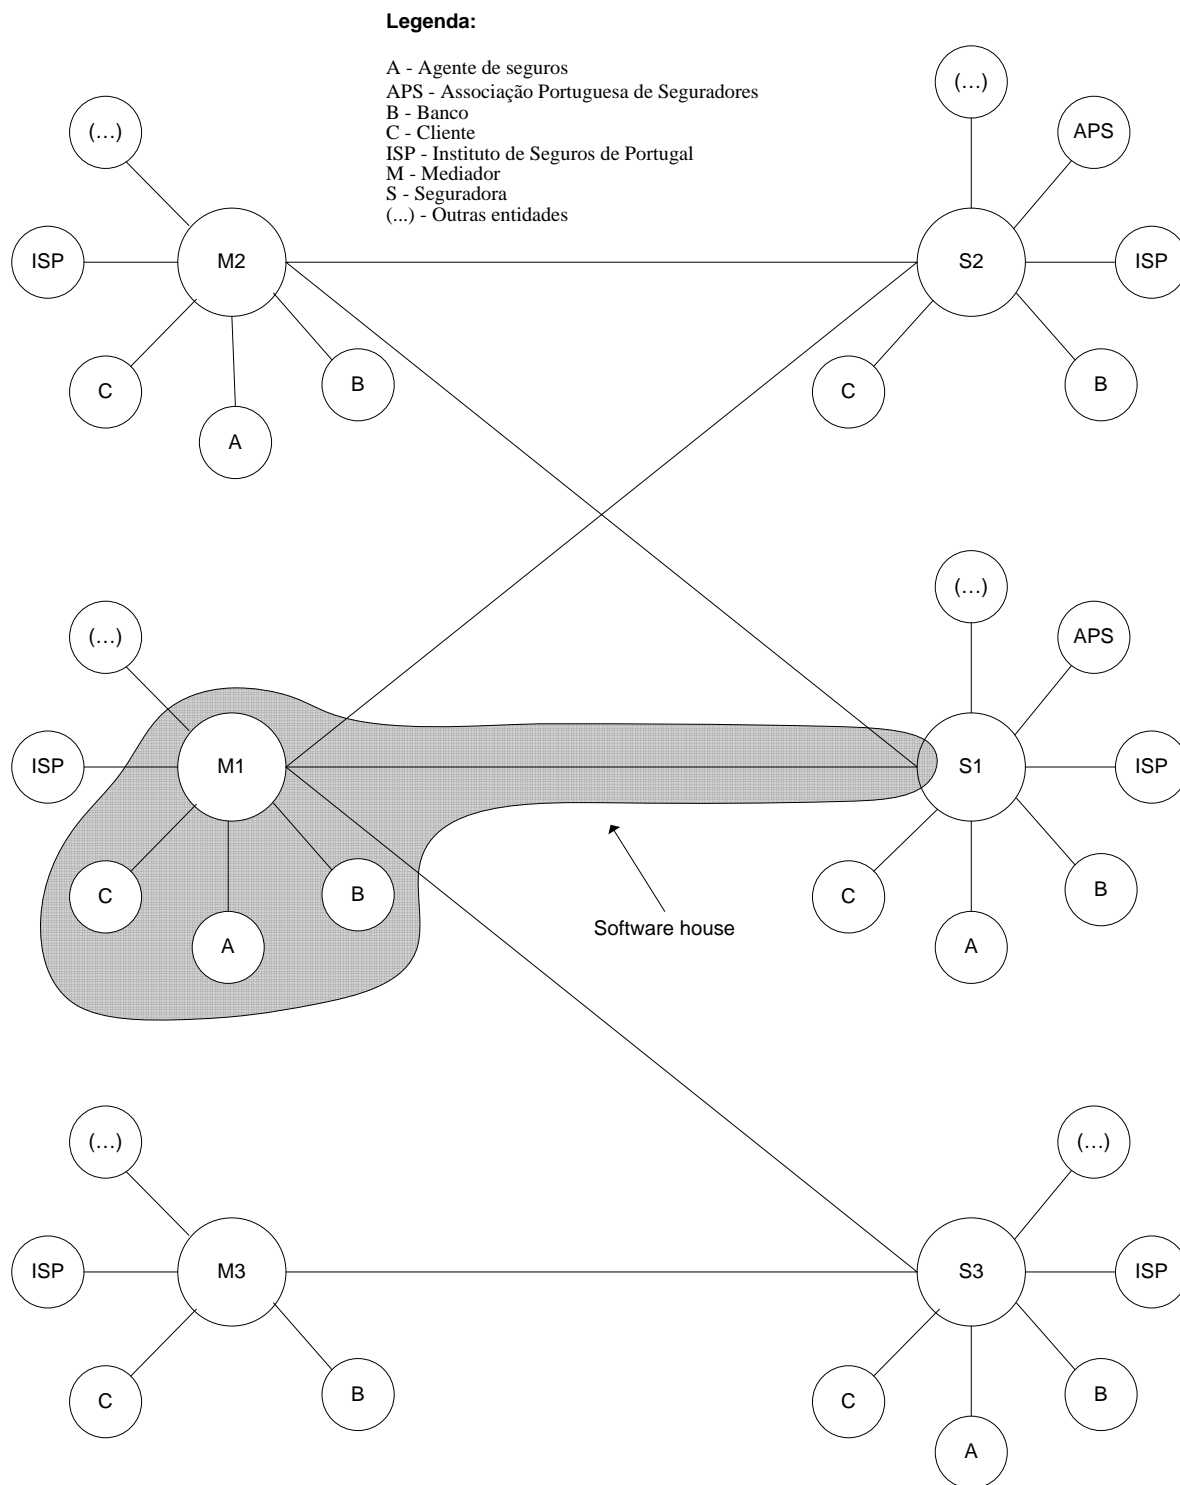 Legenda:
A - Agente de seguros
APS - Associação Portuguesa de Seguradores
B - Banco
C - Cliente
ISP - Instituto de Seguros de Portugal
M - Mediador
S - Seguradora
(...) - Outras entidades
(...)
ISP
M2
C
A
B
(...)
APS
S2
ISP
C
B
(...)
ISP
M1
C
A
B
(...)
APS
S1
ISP
C
A
B
Software house
(...)
ISP
M3
C
B
(...)
S3
ISP
C
A
B